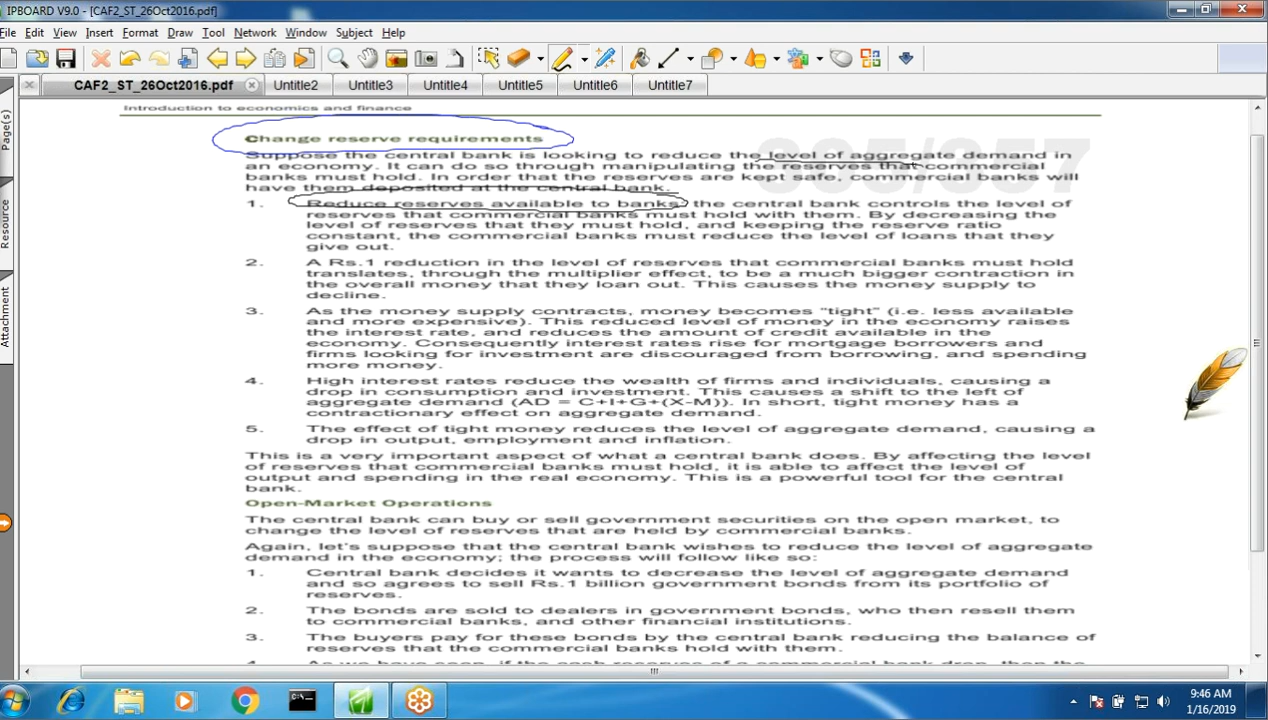 IPBOARD V9.0 - [CAF2_ST_26Oct2016.pdf]
File Edit View Insert Format Draw Tool Network Window Subject Help
CAF2_ST_26Oct2016.pdf Untitle2 Untitle3 Untitle4 Untitle5 Untitle6 Untitle7
Page(s)
Resource
Attachment
Introduction to economics and finance
335/357
Change reserve requirements
Suppose the central bank is looking to reduce the level of aggregate demand in
an economy. It can do so through manipulating the reserves that commercial
banks must hold. In order that the reserves are kept safe, commercial banks will
have them deposited at the central bank.
1. Reduce reserves available to banks: the central bank controls the level of
reserves that commercial banks must hold with them. By decreasing the
level of reserves that they must hold, and keeping the reserve ratio
constant, the commercial banks must reduce the level of loans that they
give out.
2. A Rs.1 reduction in the level of reserves that commercial banks must hold
translates, through the multiplier effect, to be a much bigger contraction in
the overall money that they loan out. This causes the money supply to
decline.
3. As the money supply contracts, money becomes "tight" (i.e. less available
and more expensive). This reduced level of money in the economy raises
the interest rate, and reduces the amount of credit available in the
economy. Consequently interest rates rise for mortgage borrowers and
firms looking for investment are discouraged from borrowing, and spending
more money.
4. High interest rates reduce the wealth of firms and individuals, causing a
drop in consumption and investment. This causes a shift to the left of
aggregate demand (AD = C+I+G+(X-M)). In short, tight money has a
contractionary effect on aggregate demand.
5. The effect of tight money reduces the level of aggregate demand, causing a
drop in output, employment and inflation.
This is a very important aspect of what a central bank does. By affecting the level
of reserves that commercial banks must hold, it is able to affect the level of
output and spending in the real economy. This is a powerful tool for the central
bank.
Open-Market Operations
The central bank can buy or sell government securities on the open market, to
change the level of reserves that are held by commercial banks.
Again, let's suppose that the central bank wishes to reduce the level of aggregate
demand in the economy; the process will follow like so:
1. Central bank decides it wants to decrease the level of aggregate demand
and so agrees to sell Rs.1 billion government bonds from its portfolio of
reserves.
2. The bonds are sold to dealers in government bonds, who then resell them
to commercial banks, and other financial institutions.
3. The buyers pay for these bonds by the central bank reducing the balance of
reserves that the commercial banks hold with them.
4. As we have seen, if the cash reserves of a commercial bank drop, then the
9:46 AM
1/16/2019